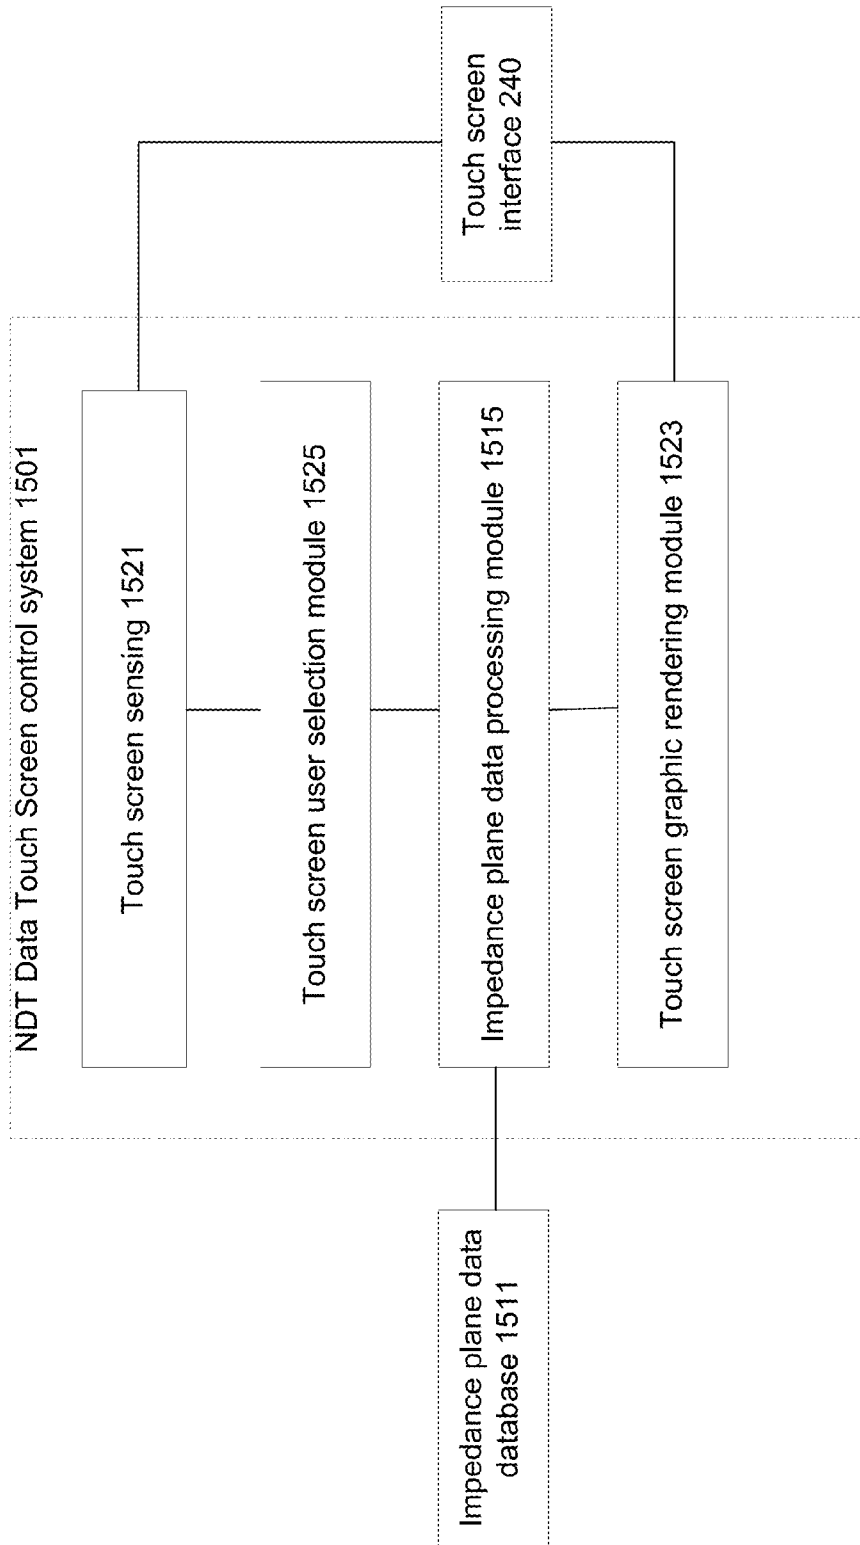 NDT Data Touch Screen control system 1501
Touch screen sensing 1521
Touch screen user selection module 1525
Impedance plane data
database 1511
Impedance plane data processing module 1515
Touch screen
interface 240
Touch screen graphic rendering module 1523